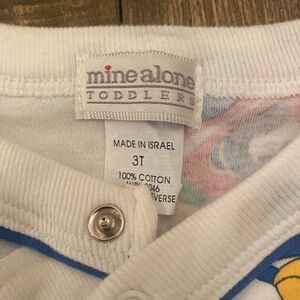 mine alone
TODDLERS
MADE IN ISRAEL
3T
100% COTTON